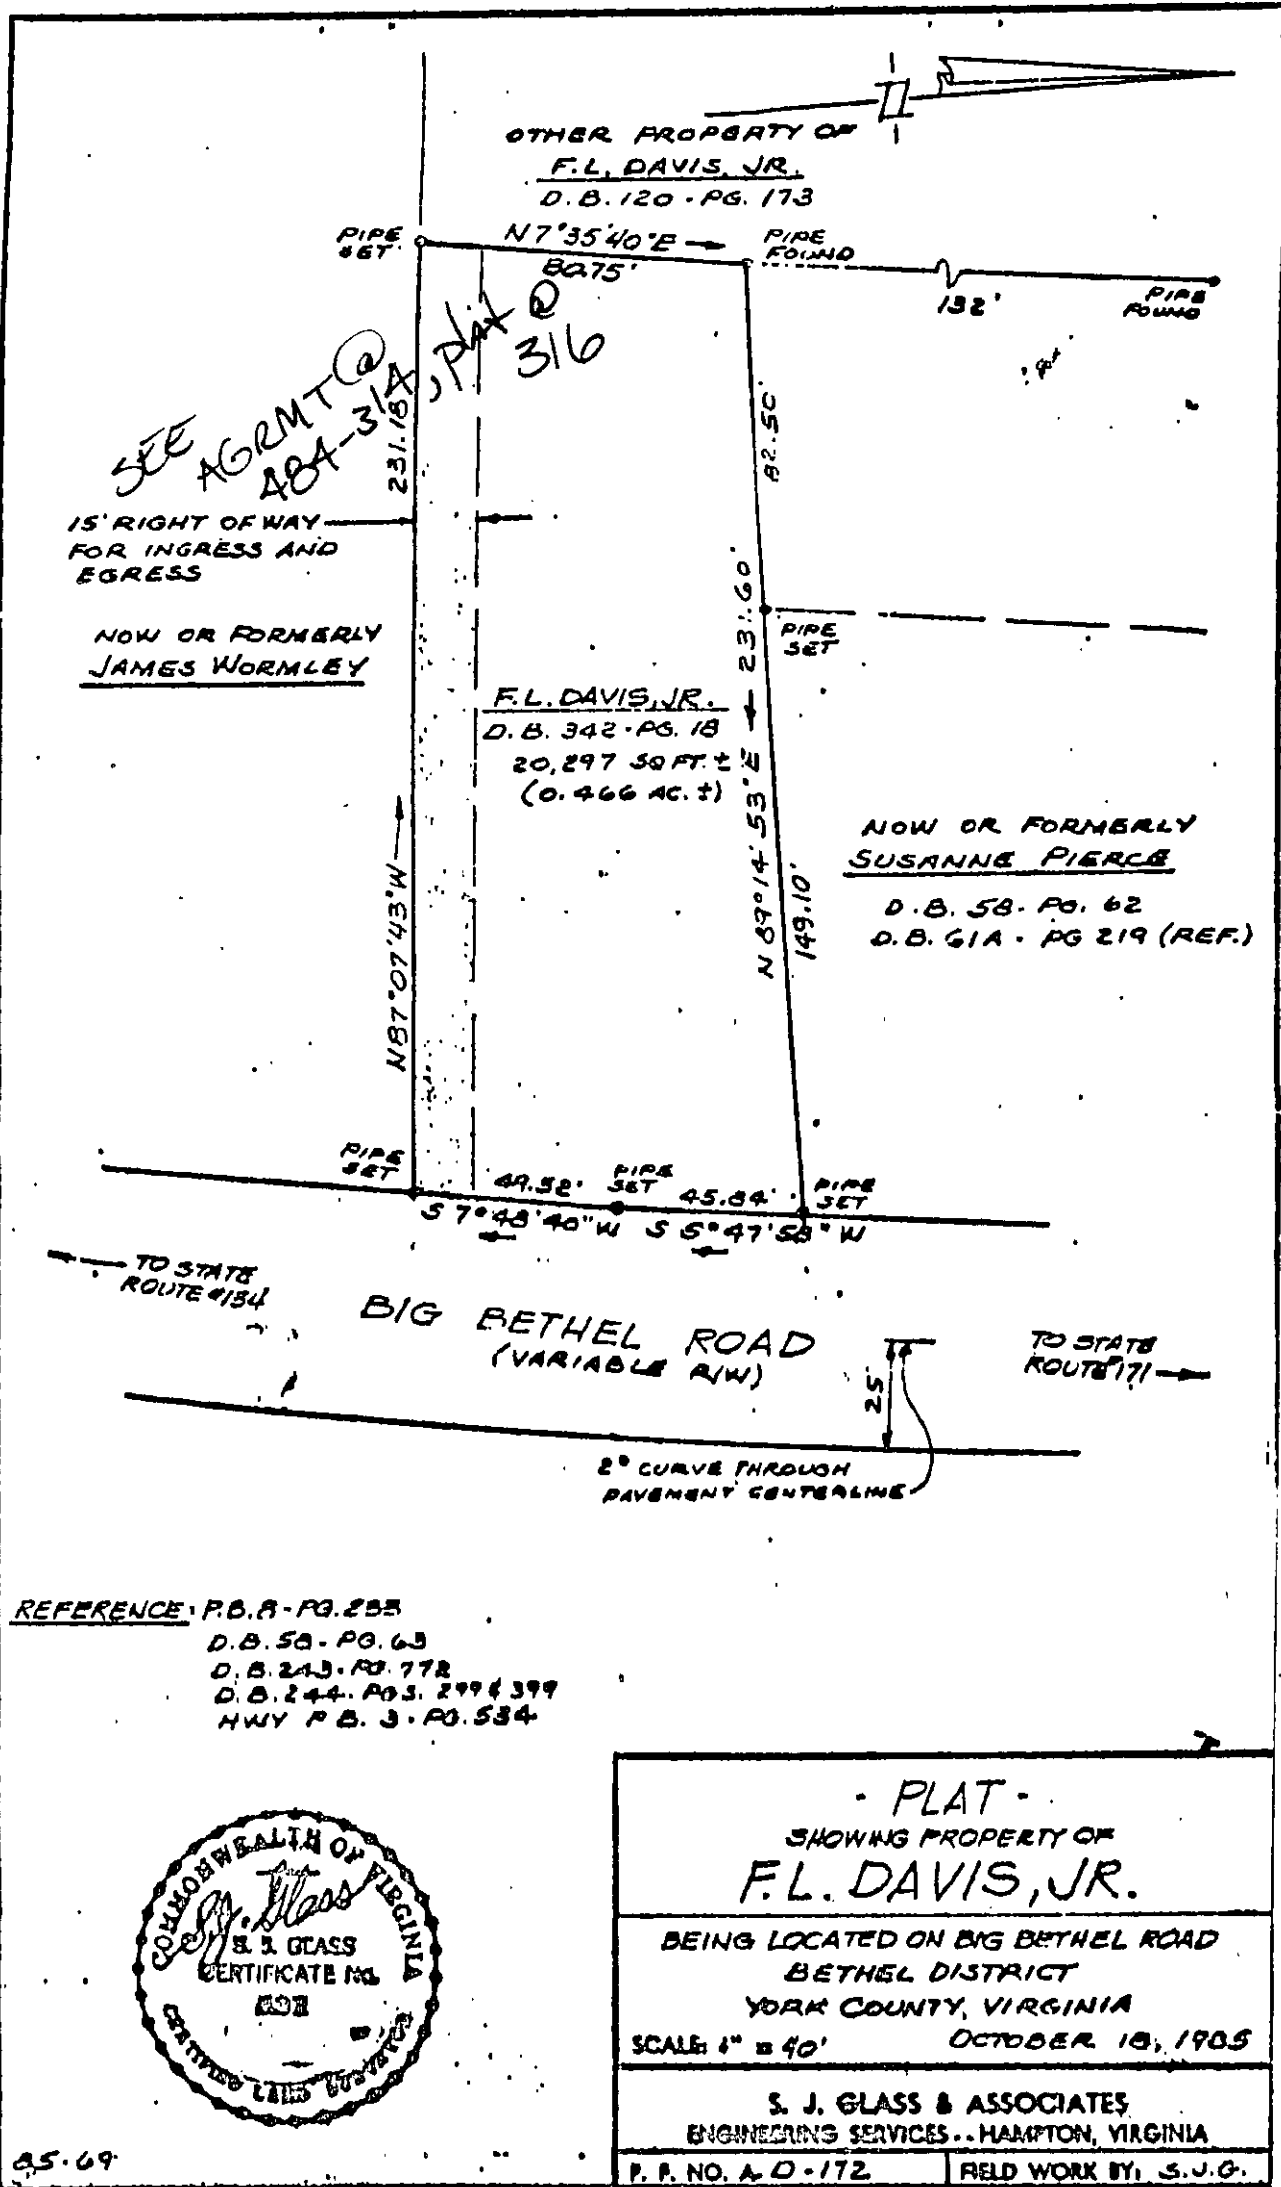 OTHER PROPERTY OF
F.L. DAVIS, JR.
D.B. 120 - PG. 173
PIPE
SET
N 7° 35' 40" E
80.75'
PIPE
FOUND
132'
PIPE
FOUND
SEE AGRMT @
484-314, plat @
316
231.18'
82.50'
15' RIGHT OF WAY
FOR INGRESS AND
EGRESS
NOW OR FORMERLY
JAMES WORMLEY
PIPE
SET
F.L. DAVIS, JR.
D.B. 342 - PG. 18
20,297 SQ FT. ±
(0.466 AC. ±)
N 89° 14' 53" E 231.60'
149.10'
N 87° 07' 43" W
NOW OR FORMERLY
SUSANNE PIERCE
D.B. 58 - PG. 62
D.B. 61A - PG 219 (REF.)
PIPE
SET
49.52'
PIPE
SET
45.84'
PIPE
SET
S 7° 48' 40" W
S 5° 47' 58" W
TO STATE
ROUTE #134
BIG BETHEL ROAD
(VARIABLE R/W)
25'
TO STATE
ROUTE #171
2° CURVE THROUGH
PAVEMENT CENTERLINE
REFERENCE: P.B. 8 - PG. 233
D.B. 58 - PG. 63
D.B. 243 - PG. 772
D.B. 244 - PGS. 299 & 399
HWY P.B. 3 - PG. 534
COMMONWEALTH OF VIRGINIA
S. J. Glass
S. J. GLASS
CERTIFICATE NO.
CERTIFIED LAND SURVEYOR
- PLAT -
SHOWING PROPERTY OF
F.L. DAVIS, JR.
BEING LOCATED ON BIG BETHEL ROAD
BETHEL DISTRICT
YORK COUNTY, VIRGINIA
SCALE: 1" = 40' OCTOBER 18, 1985
S. J. GLASS & ASSOCIATES
ENGINEERING SERVICES -- HAMPTON, VIRGINIA
P. P. NO. A D-172 FIELD WORK BY: S.J.G.
85-69